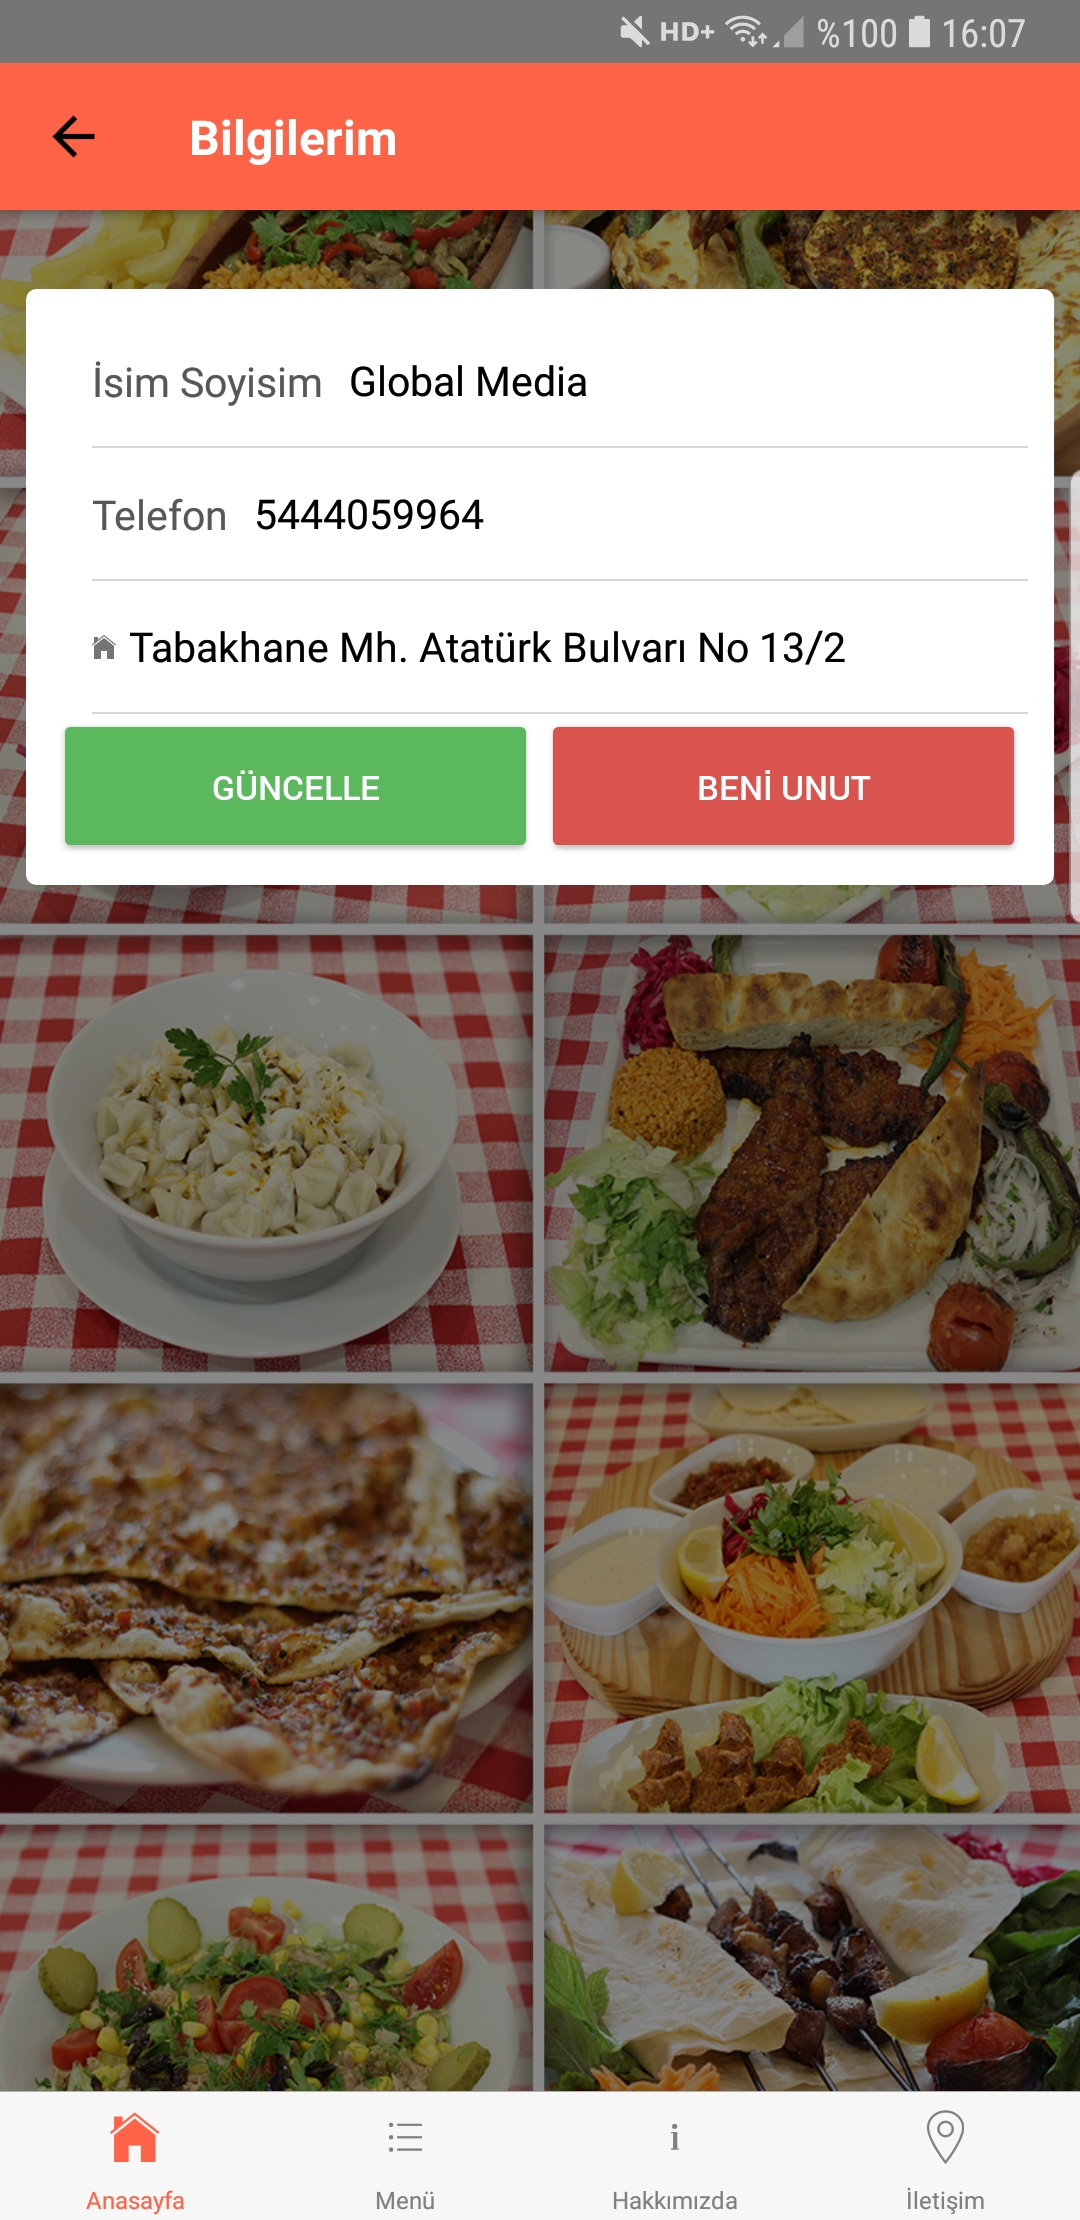 HD+ %100 16:07
Bilgilerim
İsim Soyisim Global Media
Telefon 5444059964
Tabakhane Mh. Atatürk Bulvarı No 13/2
GÜNCELLE BENİ UNUT
Anasayfa Menü Hakkımızda İletişim